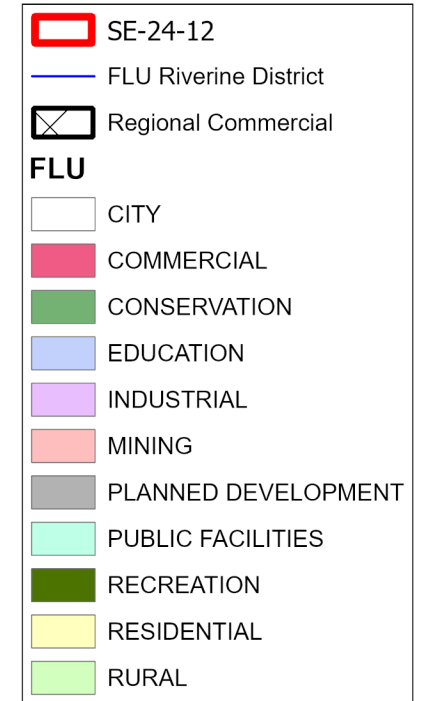 SE-24-12
FLU Riverine District
Regional Commercial
FLU
CITY
COMMERCIAL
CONSERVATION
EDUCATION
INDUSTRIAL
MINING
PLANNED DEVELOPMENT
PUBLIC FACILITIES
RECREATION
RESIDENTIAL
RURAL